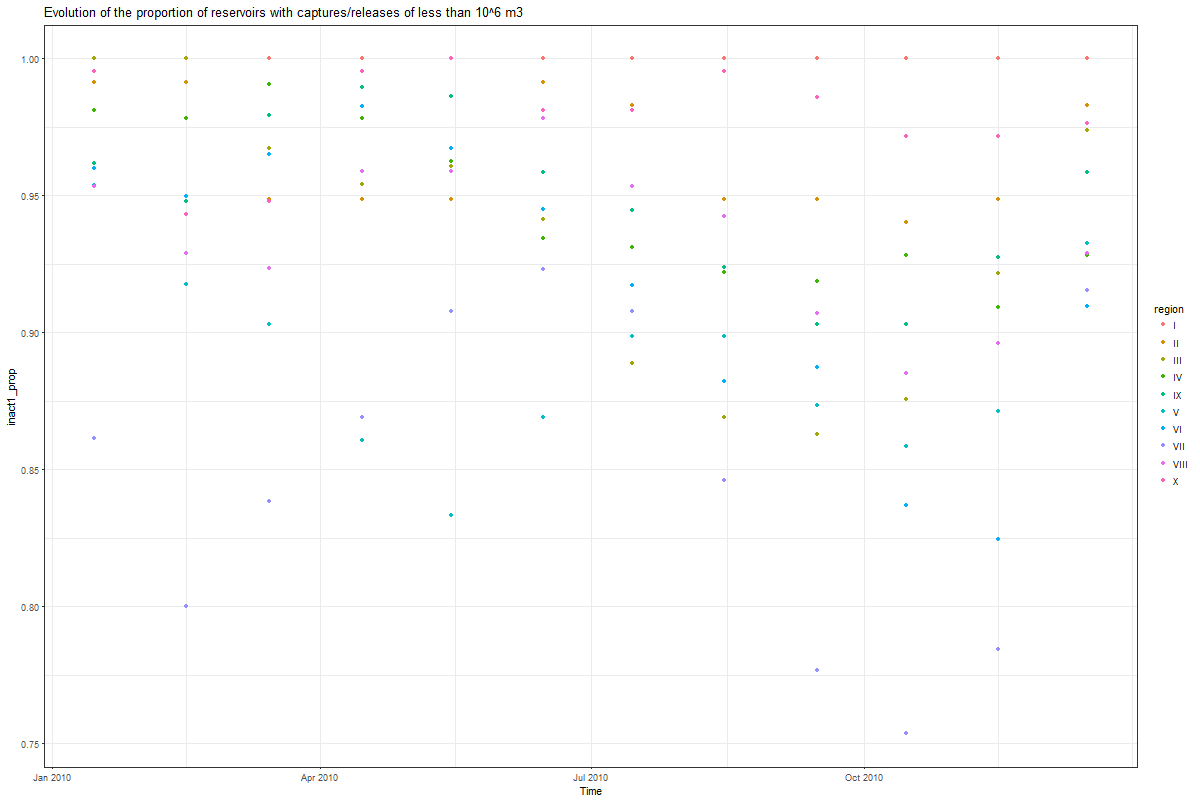 Evolution of the proportion of reservoirs with captures/releases of less than 10^6 m3
1.00
0.95
0.90
0.85
0.80
0.75
inact1_prop
Jan 2010
Apr 2010
Jul 2010
Oct 2010
Time
region
I
II
III
IV
IX
V
VI
VII
VIII
X